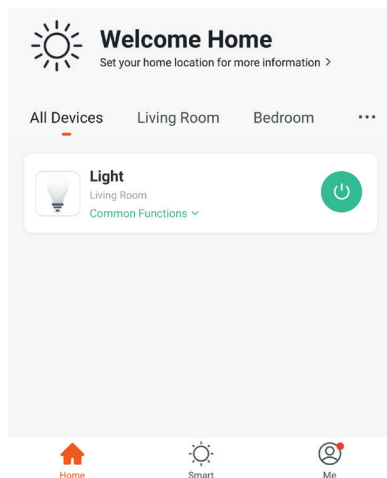 Welcome Home
Set your home location for more information >
All Devices Living Room Bedroom ...
Light
Living Room
Common Functions
Home Smart Me